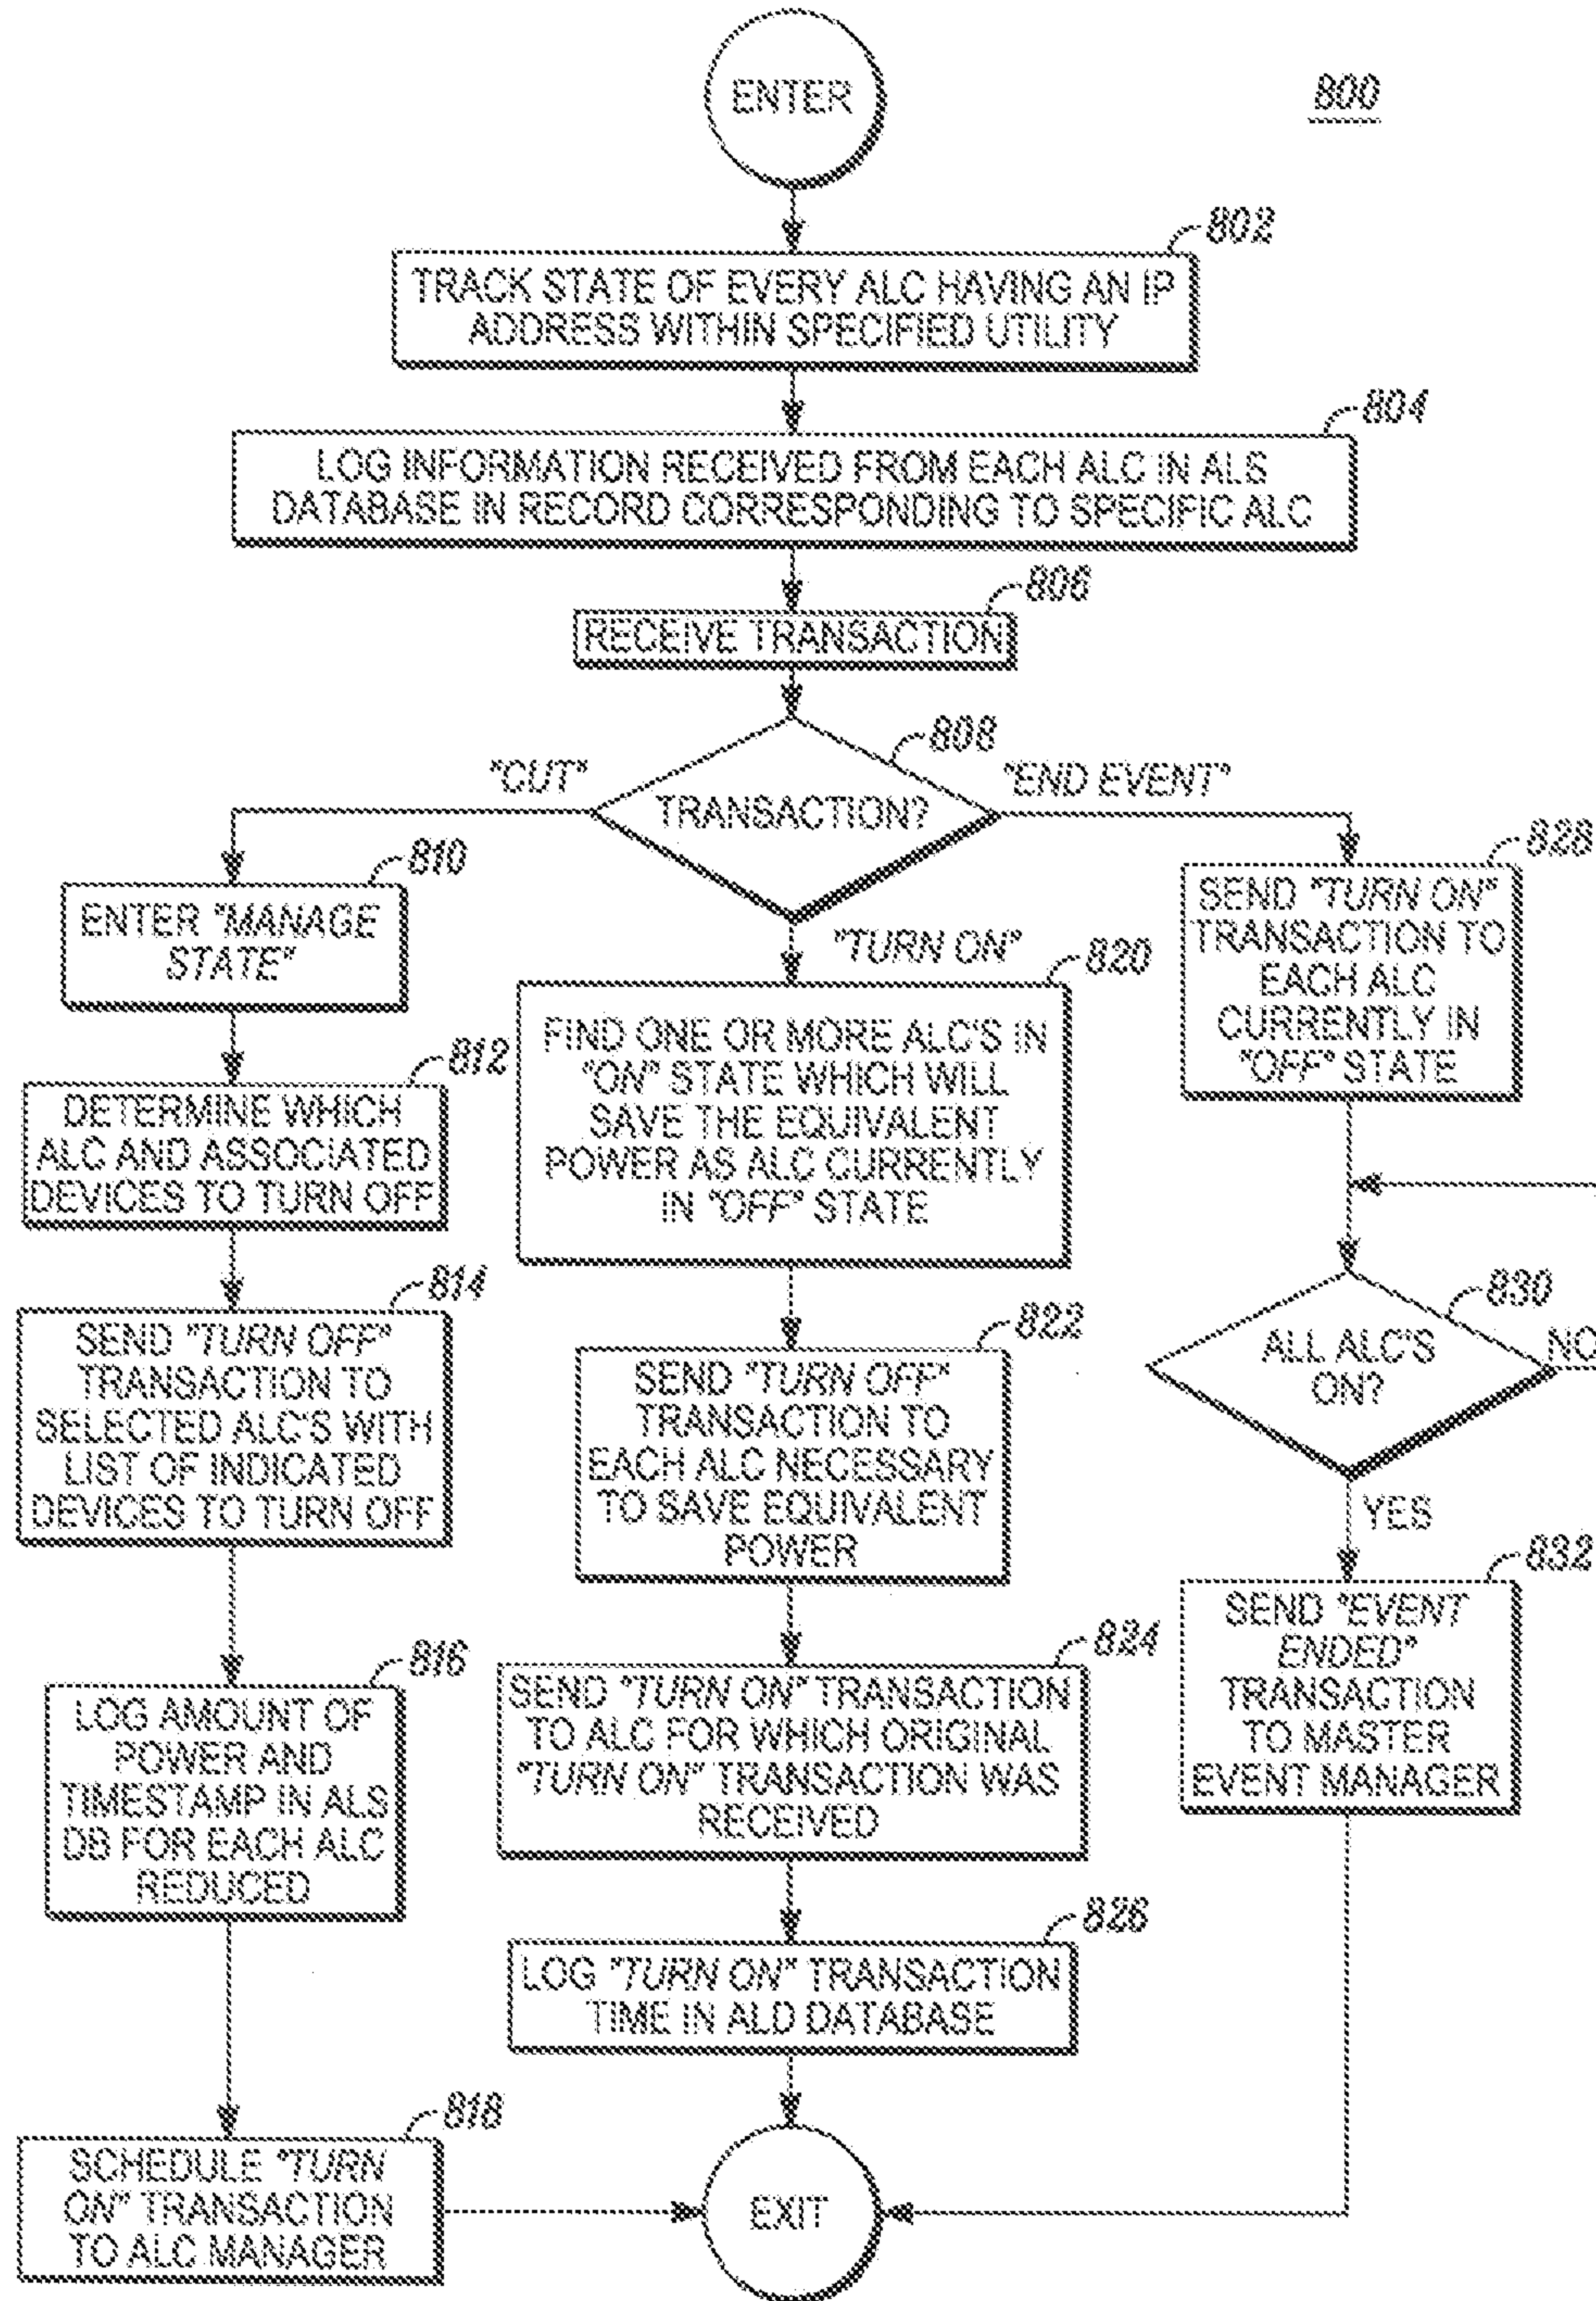 800
ENTER
802
TRACK STATE OF EVERY ALC HAVING AN IP
ADDRESS WITHIN SPECIFIED UTILITY
804
LOG INFORMATION RECEIVED FROM EACH ALC IN ALS
DATABASE IN RECORD CORRESPONDING TO SPECIFIC ALC
806
RECEIVE TRANSACTION
808
TRANSACTION?
"CUT"
"END EVENT"
"TURN ON"
810
ENTER "MANAGE
STATE"
812
DETERMINE WHICH
ALC AND ASSOCIATED
DEVICES TO TURN OFF
814
SEND "TURN OFF"
TRANSACTION TO
SELECTED ALC'S WITH
LIST OF INDICATED
DEVICES TO TURN OFF
816
LOG AMOUNT OF
POWER AND
TIMESTAMP IN ALS
DB FOR EACH ALC
REDUCED
818
SCHEDULE "TURN
ON" TRANSACTION
TO ALC MANAGER
820
FIND ONE OR MORE ALC'S IN
"ON" STATE WHICH WILL
SAVE THE EQUIVALENT
POWER AS ALC CURRENTLY
IN "OFF" STATE
822
SEND "TURN OFF"
TRANSACTION TO
EACH ALC NECESSARY
TO SAVE EQUIVALENT
POWER
824
SEND "TURN ON" TRANSACTION
TO ALC FOR WHICH ORIGINAL
"TURN ON" TRANSACTION WAS
RECEIVED
826
LOG "TURN ON" TRANSACTION
TIME IN ALD DATABASE
828
SEND "TURN ON"
TRANSACTION TO
EACH ALC
CURRENTLY IN
"OFF" STATE
830
ALL ALC'S
ON?
NO
YES
832
SEND "EVENT
ENDED"
TRANSACTION
TO MASTER
EVENT MANAGER
EXIT